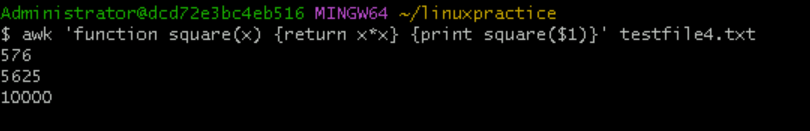 Administrator@dcd72e3bc4eb516 MINGW64 ~/linuxpractice
$ awk 'function square(x) {return x*x} {print square($1)}' testfile4.txt
576
5625
10000